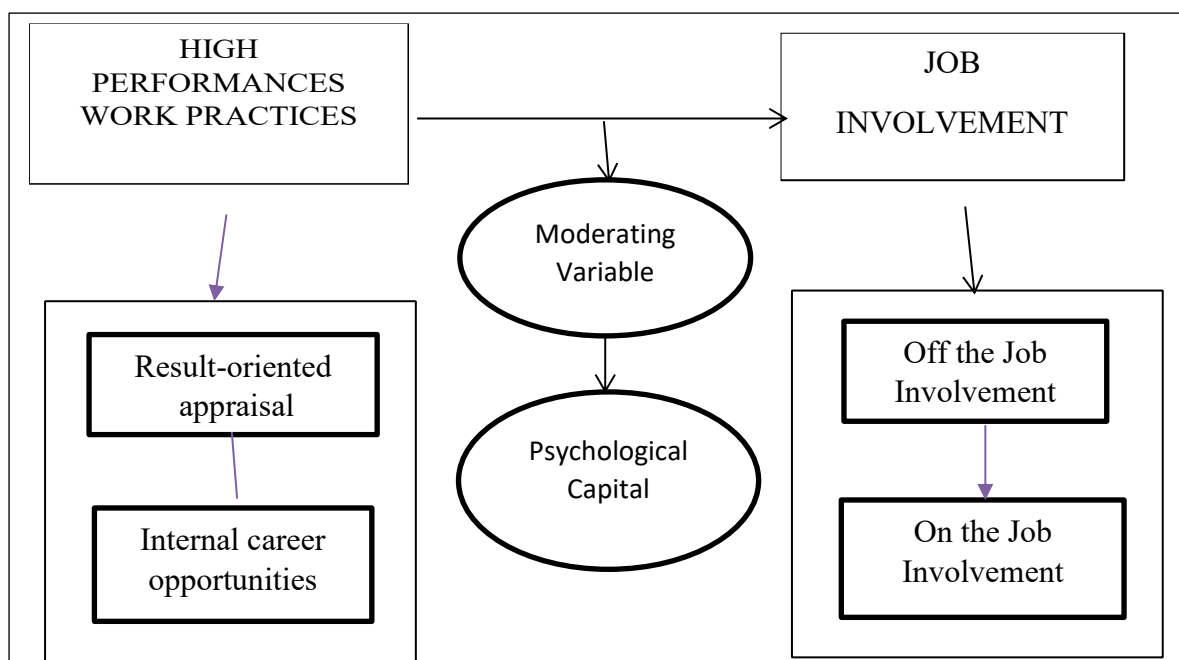 HIGH
PERFORMANCES
WORK PRACTICES
JOB
INVOLVEMENT
Moderating
Variable
Result-oriented
appraisal
Off the Job
Involvement
Psychological
Capital
Internal career
opportunities
On the Job
Involvement